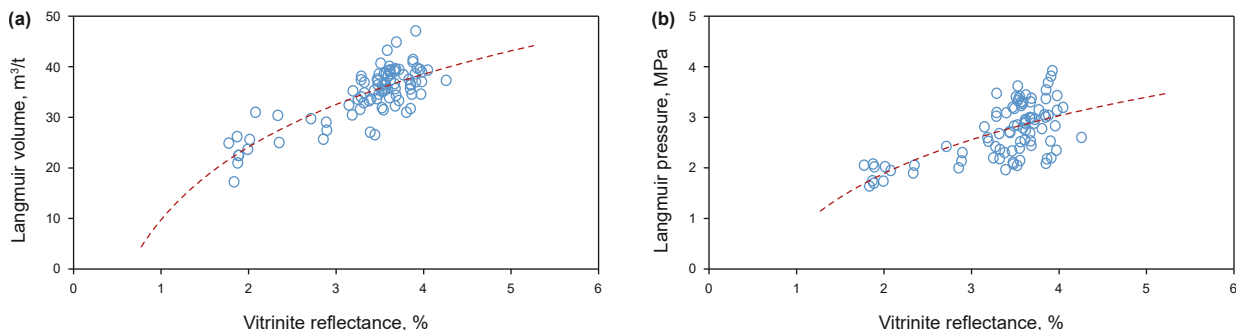 (a)
Langmuir volume, m³/t
50
40
30
20
10
0
0 1 2 3 4 5 6
Vitrinite reflectance, %
(b)
Langmuir pressure, MPa
5
4
3
2
1
0
0 1 2 3 4 5 6
Vitrinite reflectance, %